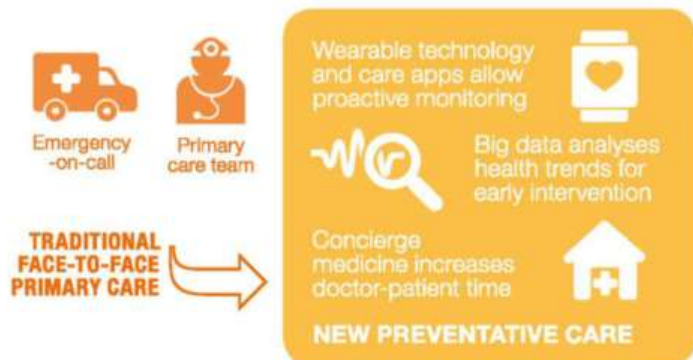 Emergency
-on-call
Primary
care team
TRADITIONAL
FACE-TO-FACE
PRIMARY CARE
Wearable technology
and care apps allow
proactive monitoring
Big data analyses
health trends for
early intervention
Concierge
medicine increases
doctor-patient time
NEW PREVENTATIVE CARE